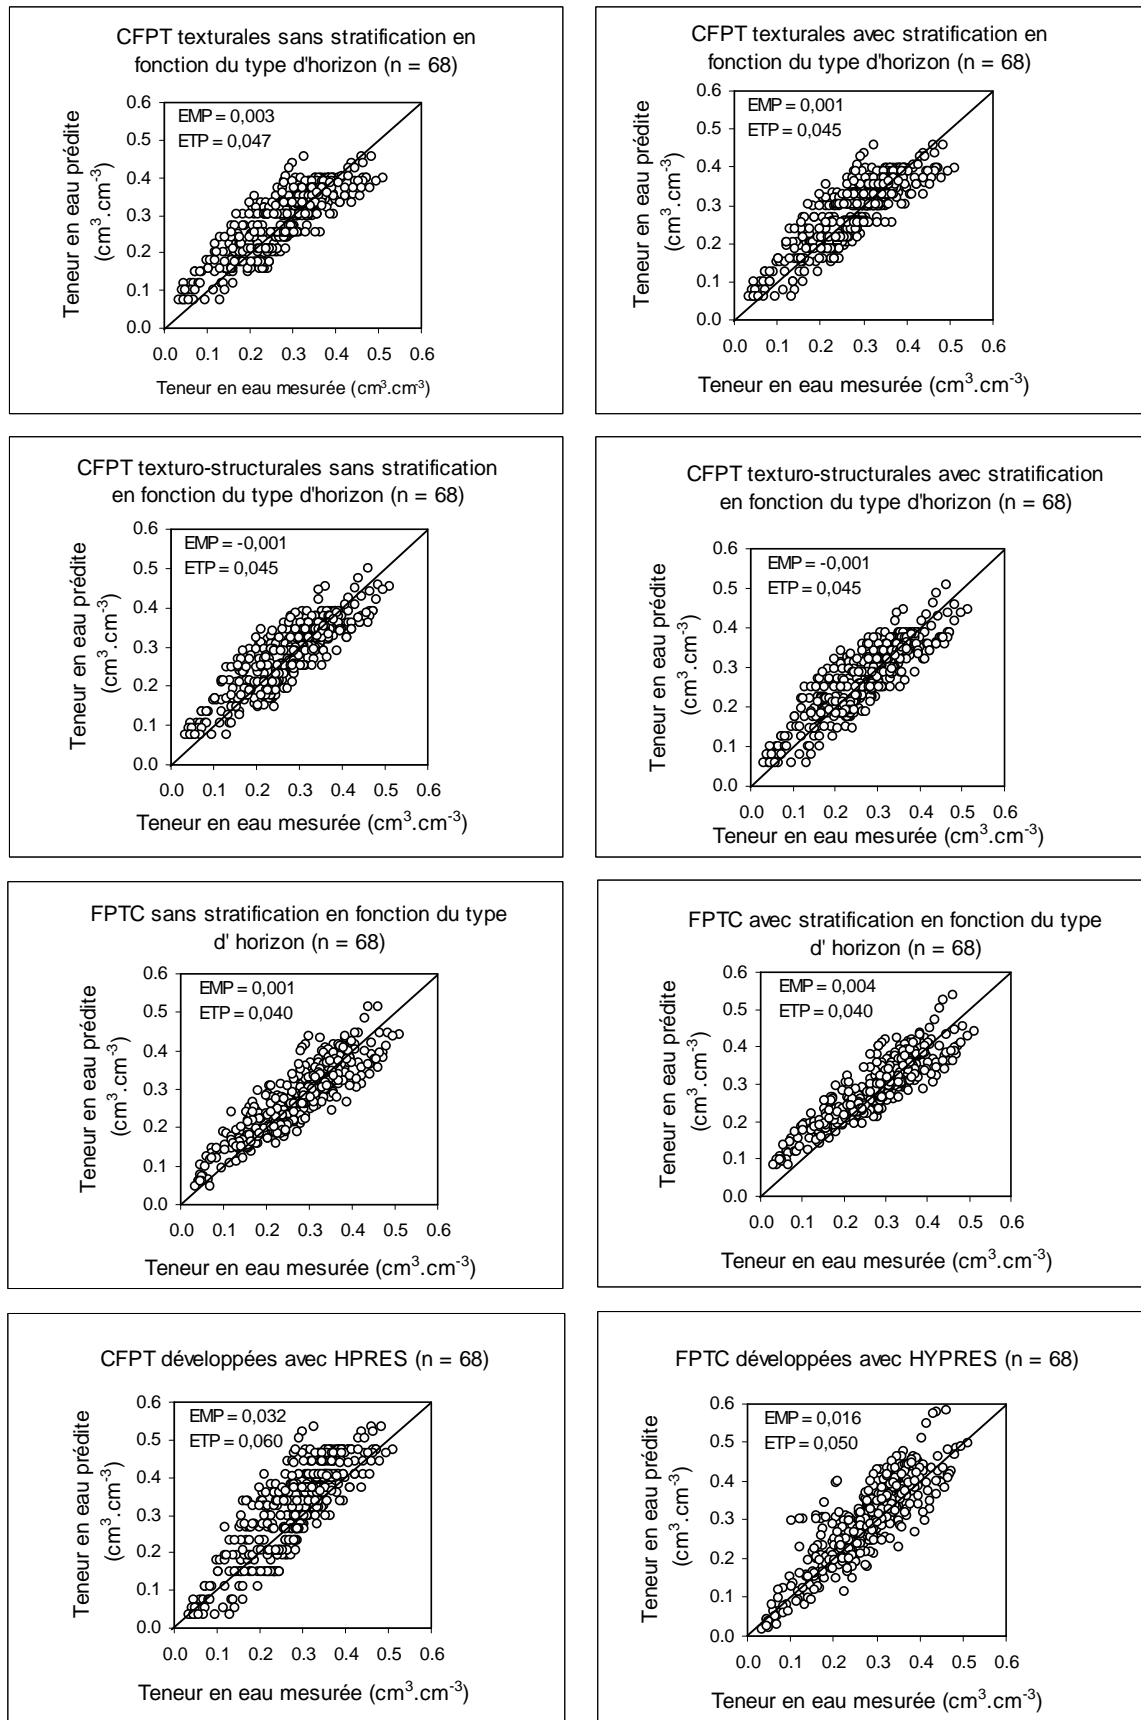 CFPT texturales sans stratification en
fonction du type d'horizon (n = 68)
EMP = 0,003
ETP = 0,047
Teneur en eau prédite
(cm³.cm⁻³)
0.6
0.5
0.4
0.3
0.2
0.1
0.0
0.0 0.1 0.2 0.3 0.4 0.5 0.6
Teneur en eau mesurée (cm³.cm⁻³)
CFPT texturales avec stratification en
fonction du type d'horizon (n = 68)
EMP = 0,001
ETP = 0,045
Teneur en eau prédite
(cm³.cm⁻³)
0.6
0.5
0.4
0.3
0.2
0.1
0.0
0.0 0.1 0.2 0.3 0.4 0.5 0.6
Teneur en eau mesurée (cm³.cm⁻³)
CFPT texturo-structurales sans stratification
en fonction du type d'horizon (n = 68)
EMP = -0,001
ETP = 0,045
Teneur en eau prédite
(cm³.cm⁻³)
0.6
0.5
0.4
0.3
0.2
0.1
0.0
0.0 0.1 0.2 0.3 0.4 0.5 0.6
Teneur en eau mesurée (cm³.cm⁻³)
CFPT texturo-structurales avec stratification
en fonction du type d'horizon (n = 68)
EMP = -0,001
ETP = 0,045
Teneur en eau prédite
(cm³.cm⁻³)
0.6
0.5
0.4
0.3
0.2
0.1
0.0
0.0 0.1 0.2 0.3 0.4 0.5 0.6
Teneur en eau mesurée (cm³.cm⁻³)
FPTC sans stratification en fonction du type
d' horizon (n = 68)
EMP = 0,001
ETP = 0,040
Teneur en eau prédite
(cm³.cm⁻³)
0.6
0.5
0.4
0.3
0.2
0.1
0.0
0.0 0.1 0.2 0.3 0.4 0.5 0.6
Teneur en eau mesurée (cm³.cm⁻³)
FPTC avec stratification en fonction du type
d' horizon (n = 68)
EMP = 0,004
ETP = 0,040
Teneur en eau prédite
(cm³.cm⁻³)
0.6
0.5
0.4
0.3
0.2
0.1
0.0
0.0 0.1 0.2 0.3 0.4 0.5 0.6
Teneur en eau mesurée (cm³.cm⁻³)
CFPT développées avec HPRES (n = 68)
EMP = 0,032
ETP = 0,060
Teneur en eau prédite
(cm³.cm⁻³)
0.6
0.5
0.4
0.3
0.2
0.1
0.0
0.0 0.1 0.2 0.3 0.4 0.5 0.6
Teneur en eau mesurée (cm³.cm⁻³)
FPTC développées avec HYPRES (n = 68)
EMP = 0,016
ETP = 0,050
Teneur en eau prédite
(cm³.cm⁻³)
0.6
0.5
0.4
0.3
0.2
0.1
0.0
0.0 0.1 0.2 0.3 0.4 0.5 0.6
Teneur en eau mesurée (cm³.cm⁻³)